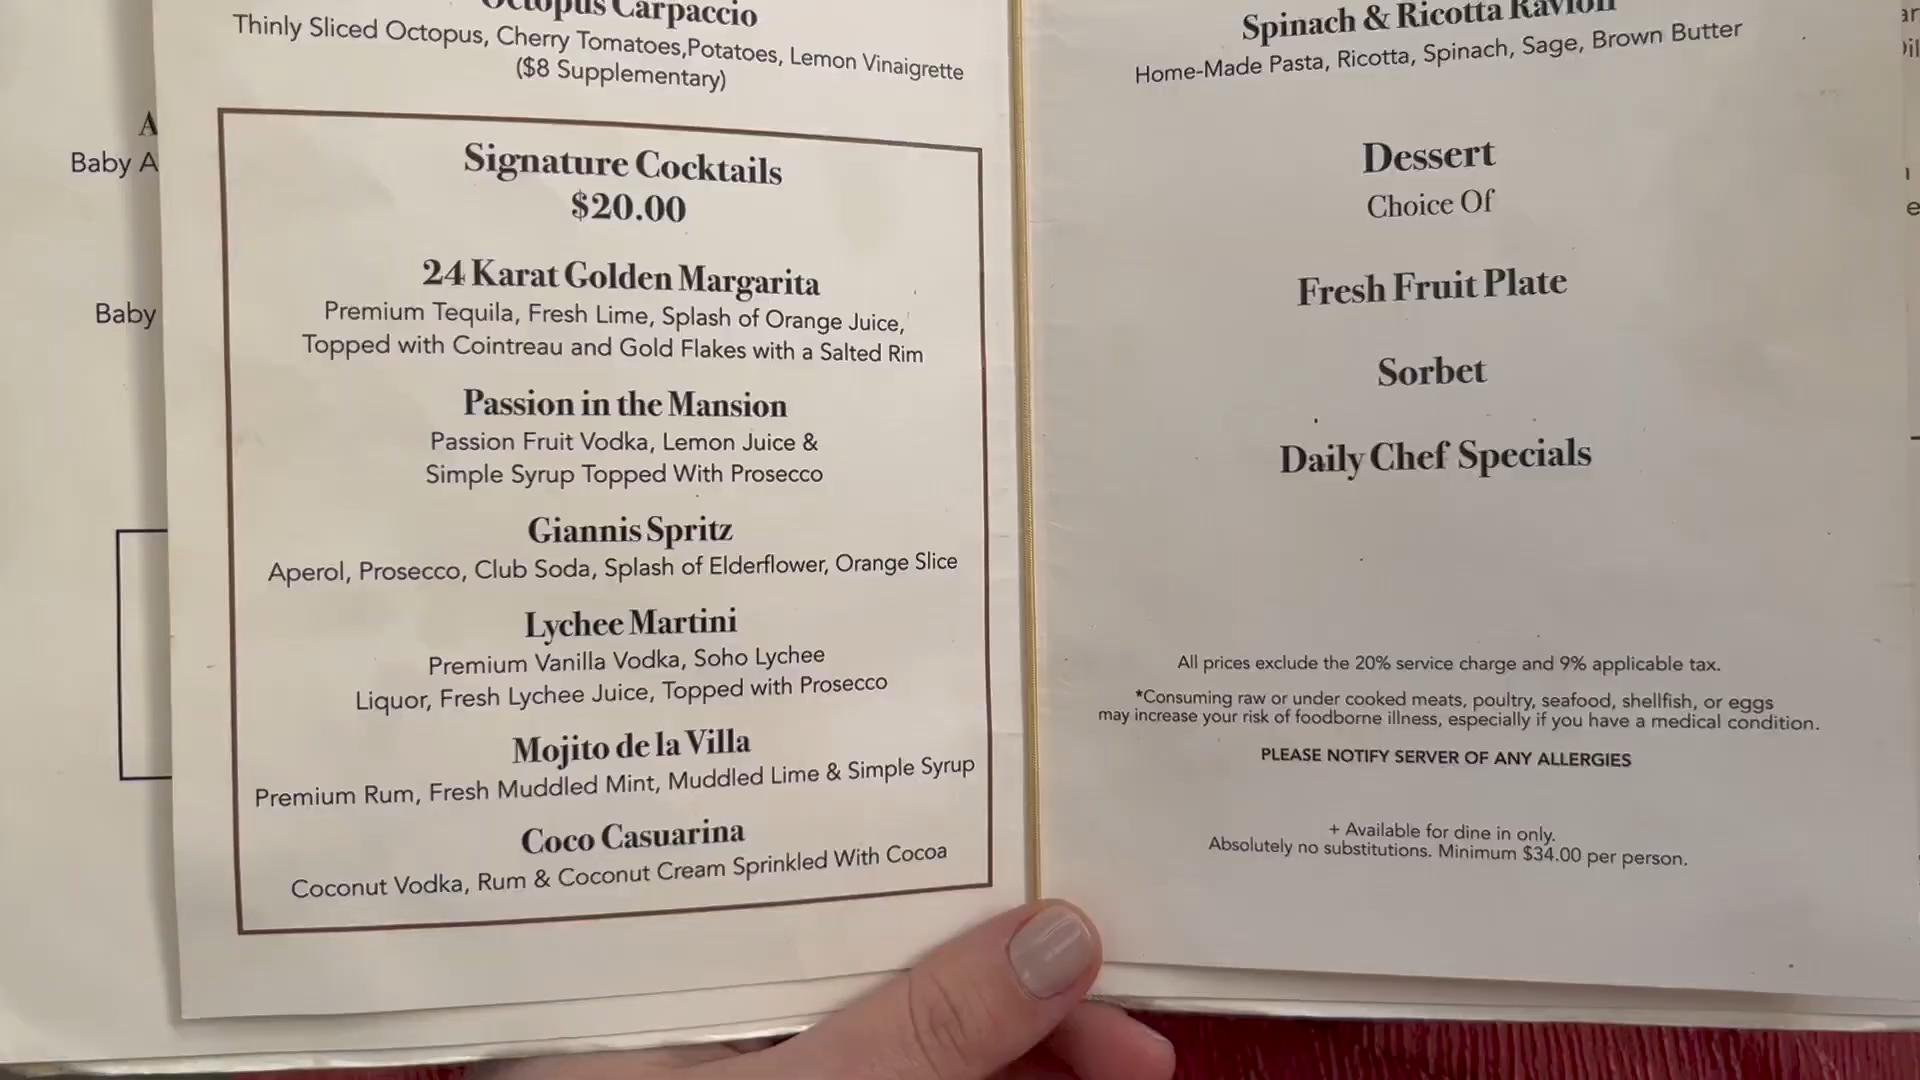 Octopus Carpaccio
Thinly Sliced Octopus, Cherry Tomatoes,Potatoes, Lemon Vinaigrette
($8 Supplementary)
Signature Cocktails
$20.00
24 Karat Golden Margarita
Premium Tequila, Fresh Lime, Splash of Orange Juice,
Topped with Cointreau and Gold Flakes with a Salted Rim
Passion in the Mansion
Passion Fruit Vodka, Lemon Juice &
Simple Syrup Topped With Prosecco
Giannis Spritz
Aperol, Prosecco, Club Soda, Splash of Elderflower, Orange Slice
Lychee Martini
Premium Vanilla Vodka, Soho Lychee
Liquor, Fresh Lychee Juice, Topped with Prosecco
Mojito de la Villa
Premium Rum, Fresh Muddled Mint, Muddled Lime & Simple Syrup
Coco Casuarina
Coconut Vodka, Rum & Coconut Cream Sprinkled With Cocoa
A
Baby A
Baby
Spinach & Ricotta Ravioli
Home-Made Pasta, Ricotta, Spinach, Sage, Brown Butter
Dessert
Choice Of
Fresh Fruit Plate
Sorbet
Daily Chef Specials
All prices exclude the 20% service charge and 9% applicable tax.
*Consuming raw or under cooked meats, poultry, seafood, shellfish, or eggs
may increase your risk of foodborne illness, especially if you have a medical condition.
PLEASE NOTIFY SERVER OF ANY ALLERGIES
+ Available for dine in only.
Absolutely no substitutions. Minimum $34.00 per person.